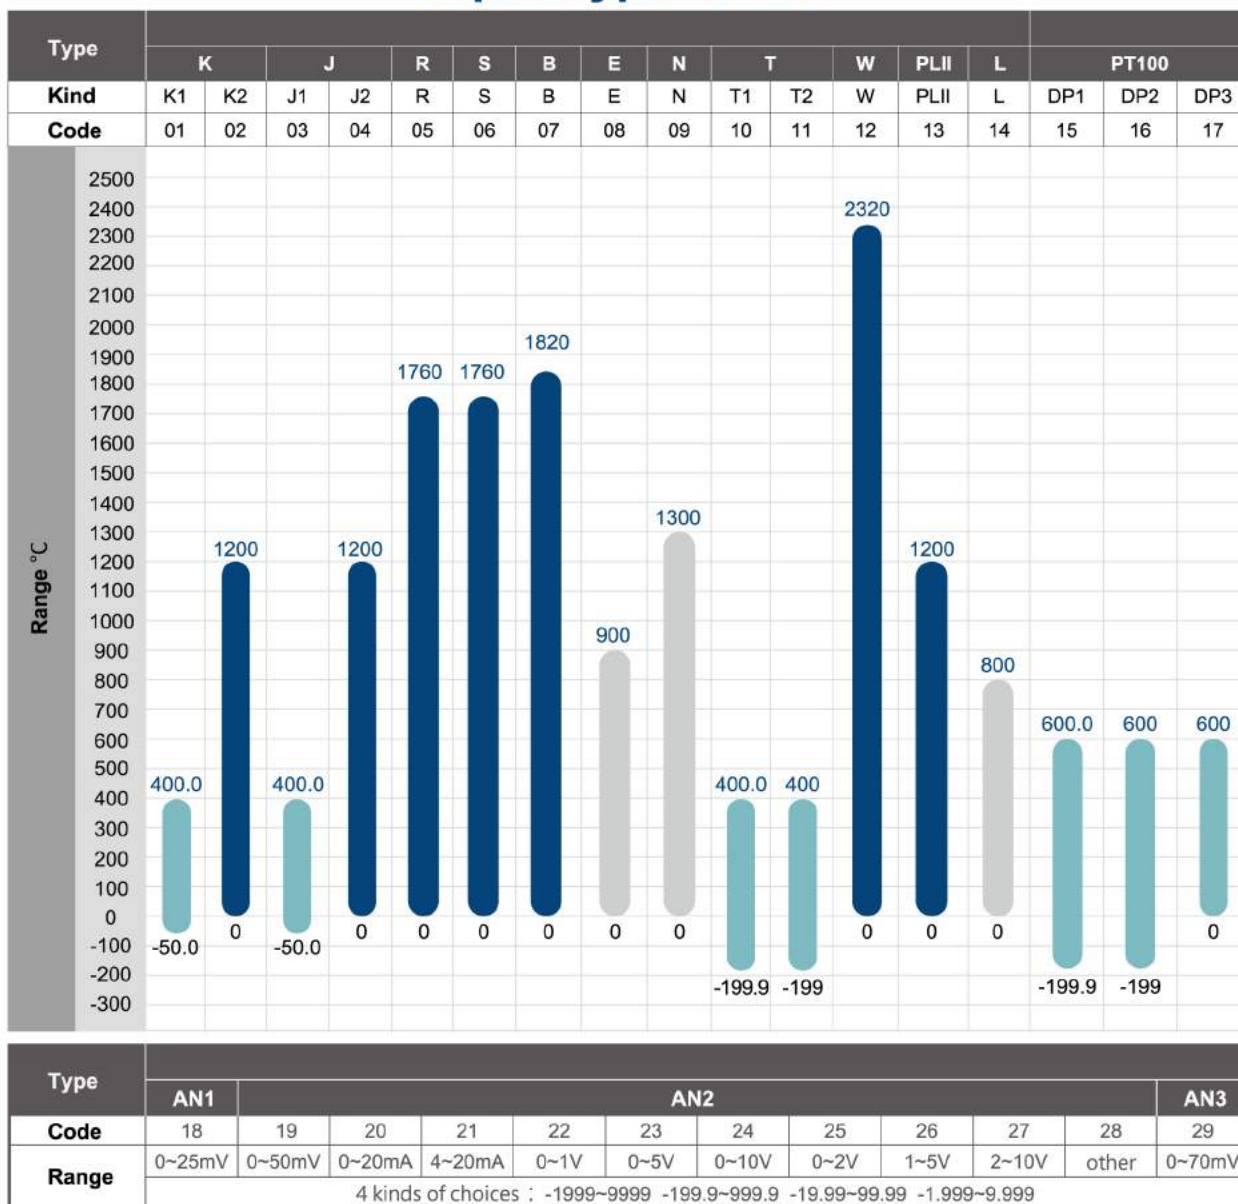 Type
K J R S B E N T W PLII L PT100
Kind K1 K2 J1 J2 R S B E N T1 T2 W PLII L DP1 DP2 DP3
Code 01 02 03 04 05 06 07 08 09 10 11 12 13 14 15 16 17
Range °C
2500
2400
2320
2300
2200
2100
2000
1900
1820
1800
1760 1760
1700
1600
1500
1400
1300
1300
1200 1200 1200
1200
1100
1000
900
900
800
800
700
600.0 600 600
600
500
400.0 400.0 400.0 400
400
300
200
100
0
0 0 0 0 0 0 0 0 0 0 0
-100
-50.0 -50.0
-200
-199.9 -199 -199.9 -199
-300
Type
AN1 AN2 AN3
Code 18 19 20 21 22 23 24 25 26 27 28 29
Range 0~25mV 0~50mV 0~20mA 4~20mA 0~1V 0~5V 0~10V 0~2V 1~5V 2~10V other 0~70mV
4 kinds of choices : -1999~9999 -199.9~999.9 -19.99~99.99 -1.999~9.999